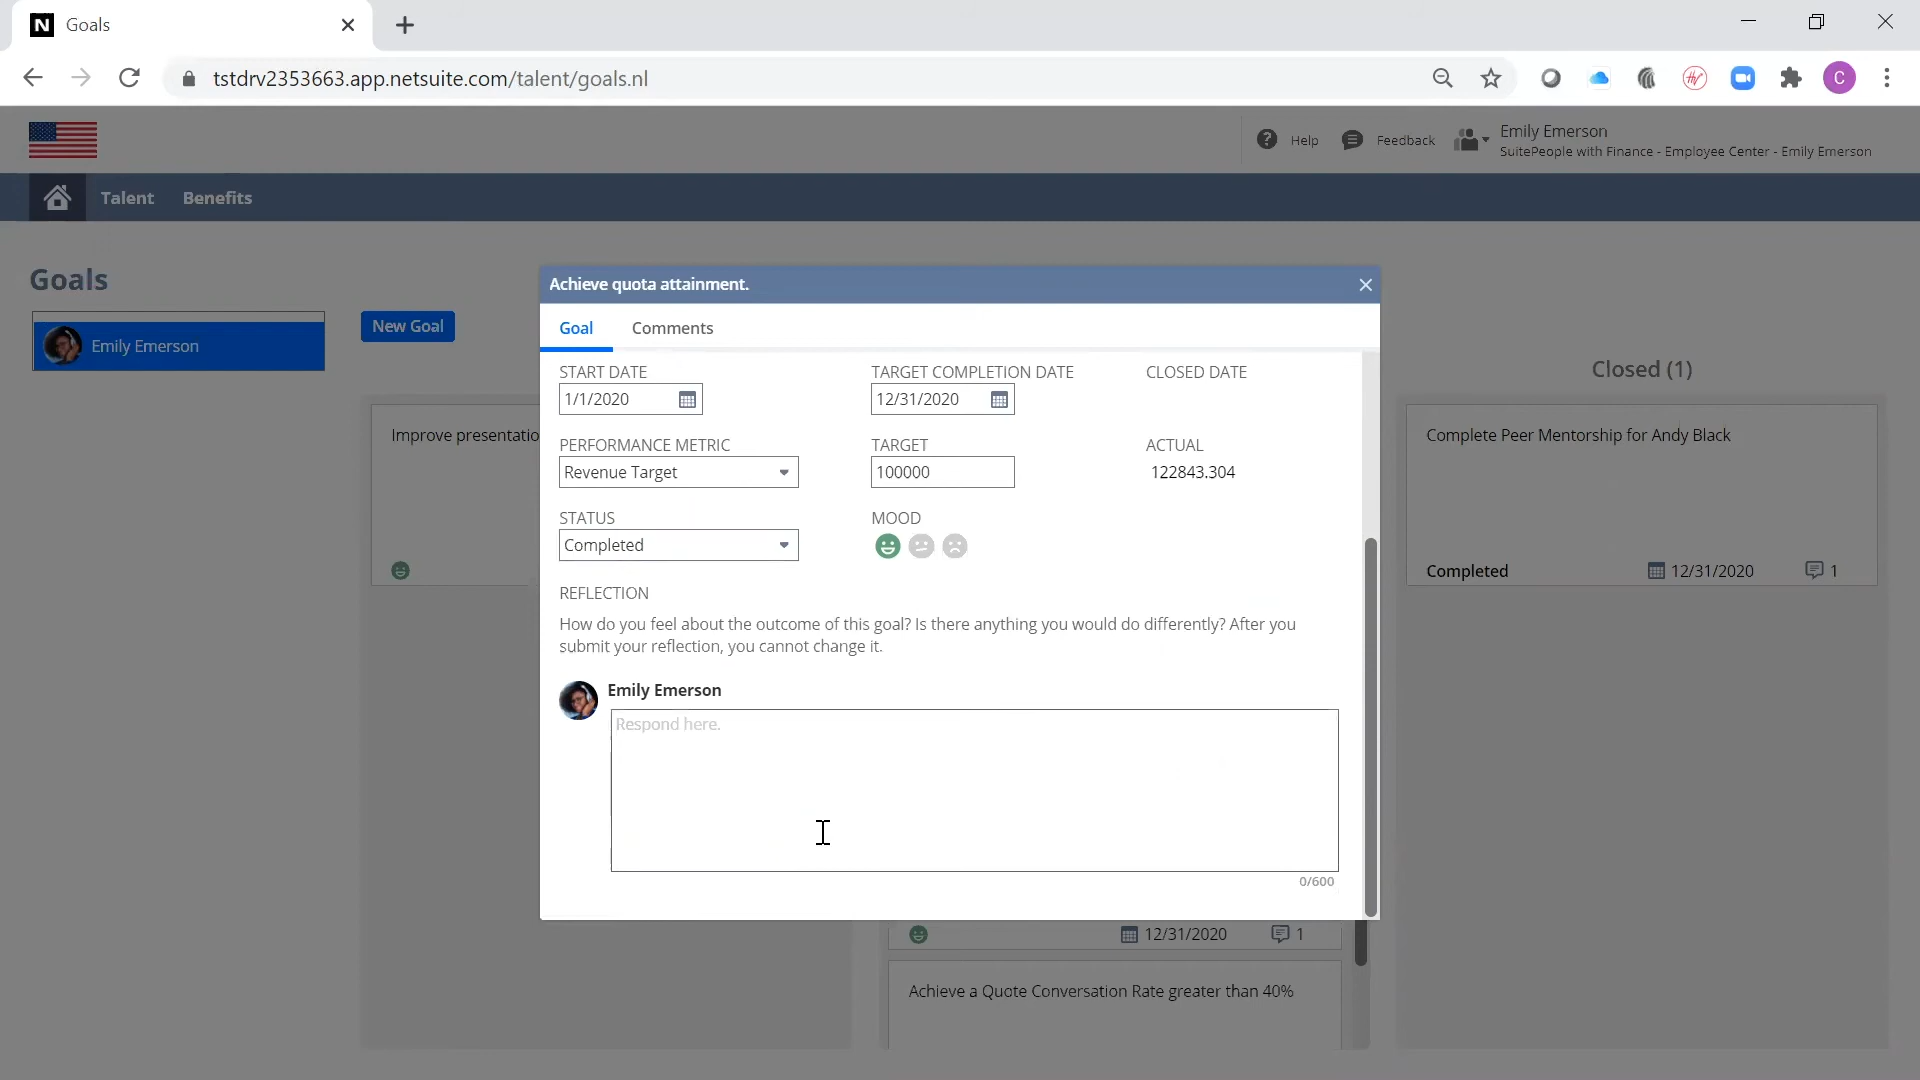 N Goals
tstdrv2353663.app.netsuite.com/talent/goals.nl
C
Help
Feedback
Emily Emerson
SuitePeople with Finance - Employee Center - Emily Emerson
Talent
Benefits
Goals
Emily Emerson
New Goal
Closed (1)
Improve presentatio
Complete Peer Mentorship for Andy Black
Completed
12/31/2020
1
Achieve quota attainment.
Goal
Comments
START DATE
TARGET COMPLETION DATE
CLOSED DATE
1/1/2020
12/31/2020
PERFORMANCE METRIC
TARGET
ACTUAL
Revenue Target
100000
122843.304
STATUS
MOOD
Completed
REFLECTION
How do you feel about the outcome of this goal? Is there anything you would do differently? After you
submit your reflection, you cannot change it.
Emily Emerson
Respond here.
0/600
12/31/2020
1
Achieve a Quote Conversation Rate greater than 40%